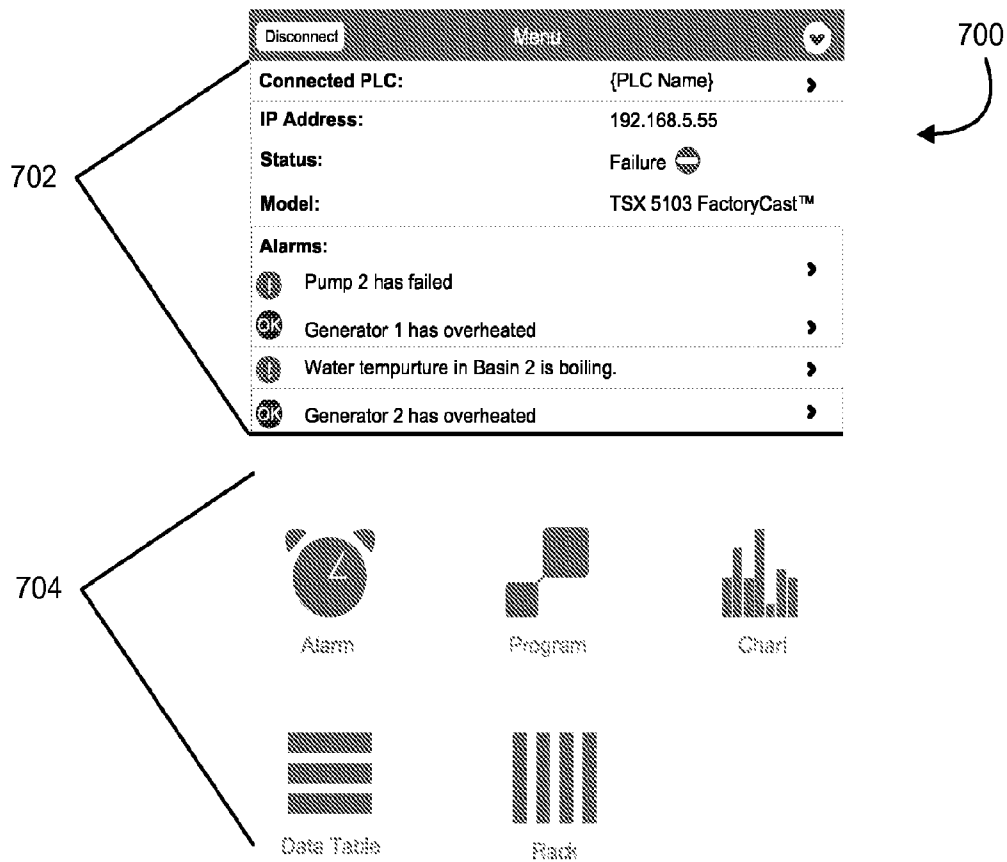 Disconnect Menu
700
Connected PLC: {PLC Name}
IP Address: 192.168.5.55
Status: Failure
702
Model: TSX 5103 FactoryCast™
Alarms:
! Pump 2 has failed
OK Generator 1 has overheated
! Water tempurture in Basin 2 is boiling.
OK Generator 2 has overheated
704
Alarm Program Chart
Data Table Rack